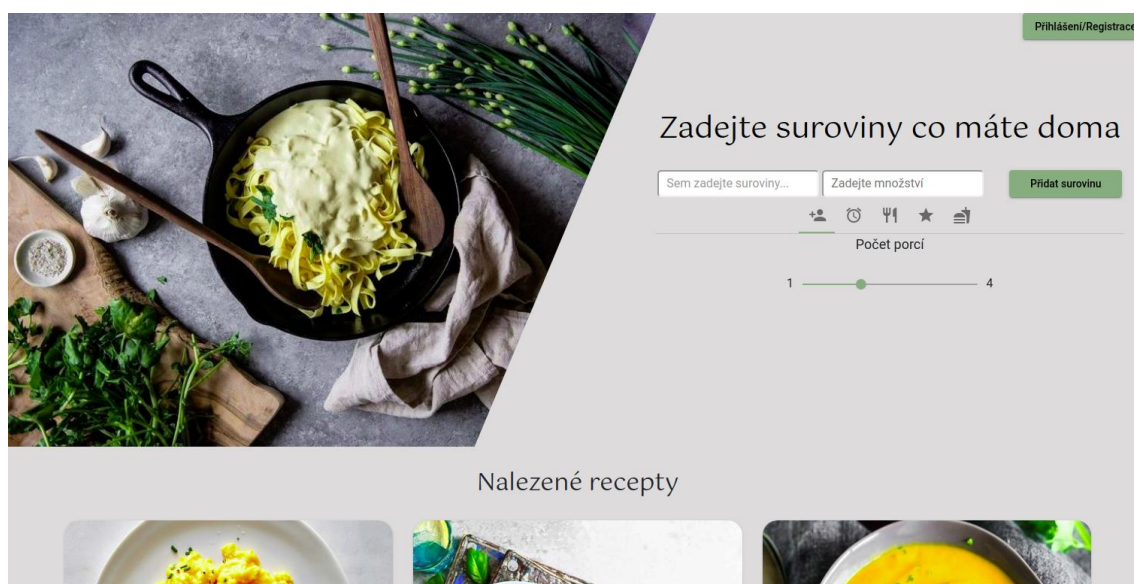 Přihlášení/Registrace
Zadejte suroviny co máte doma
Sem zadejte suroviny... Zadejte množství Přidat surovinu
Počet porcí
1 4
Nalezené recepty